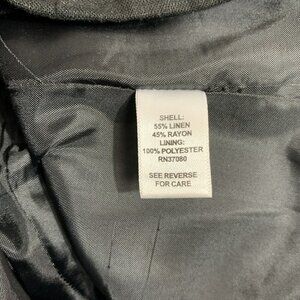 SHELL:
55% LINEN
45% RAYON
LINING:
100% POLYESTER
RN37080
SEE REVERSE
FOR CARE